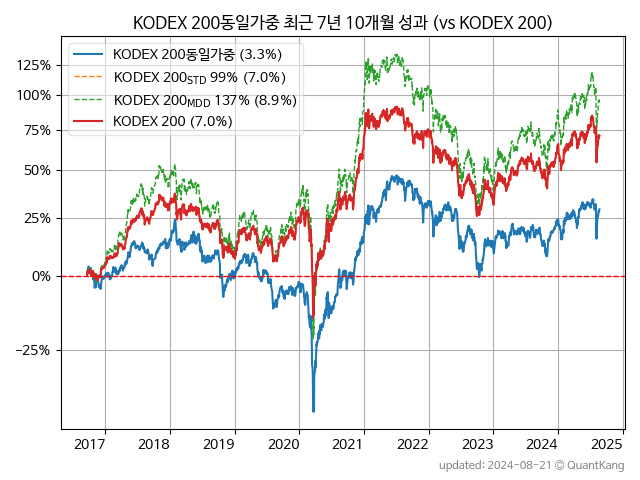 KODEX 200동일가중 최근 7년 10개월 성과 (vs KODEX 200)
KODEX 200동일가중 (3.3%)
KODEX 200STD 99% (7.0%)
KODEX 200MDD 137% (8.9%)
KODEX 200 (7.0%)
125%
100%
75%
50%
25%
0%
−25%
2017 2018 2019 2020 2021 2022 2023 2024 2025
updated: 2024-08-21 © QuantKang